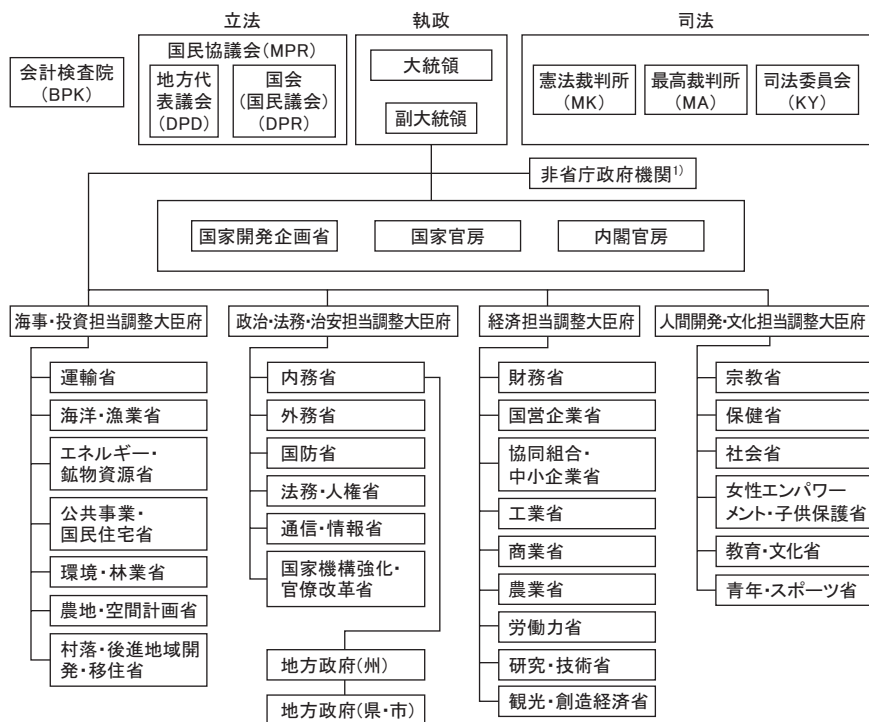 立法
執政
司法
会計検査院
(BPK)
国民協議会(MPR)
地方代
表議会
(DPD)
国会
(国民議会)
(DPR)
大統領
副大統領
憲法裁判所
(MK)
最高裁判所
(MA)
司法委員会
(KY)
非省庁政府機関1)
国家開発企画省
国家官房
内閣官房
海事・投資担当調整大臣府
運輸省
海洋・漁業省
エネルギー・
鉱物資源省
公共事業・
国民住宅省
環境・林業省
農地・空間計画省
村落・後進地域開
発・移住省
政治・法務・治安担当調整大臣府
内務省
外務省
国防省
法務・人権省
通信・情報省
国家機構強化・
官僚改革省
地方政府(州)
地方政府(県・市)
経済担当調整大臣府
財務省
国営企業省
協同組合・
中小企業省
工業省
商業省
農業省
労働力省
研究・技術省
観光・創造経済省
人間開発・文化担当調整大臣府
宗教省
保健省
社会省
女性エンパワー
メント・子供保護省
教育・文化省
青年・スポーツ省